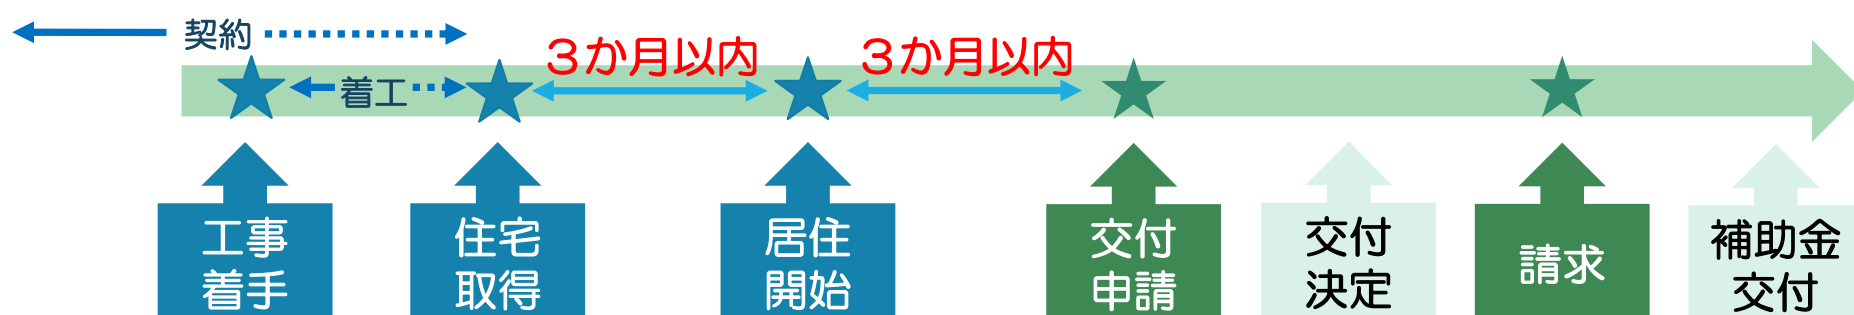 契約
着工
３か月以内
３か月以内
工事
着手
住宅
取得
居住
開始
交付
申請
交付
決定
請求
補助金
交付